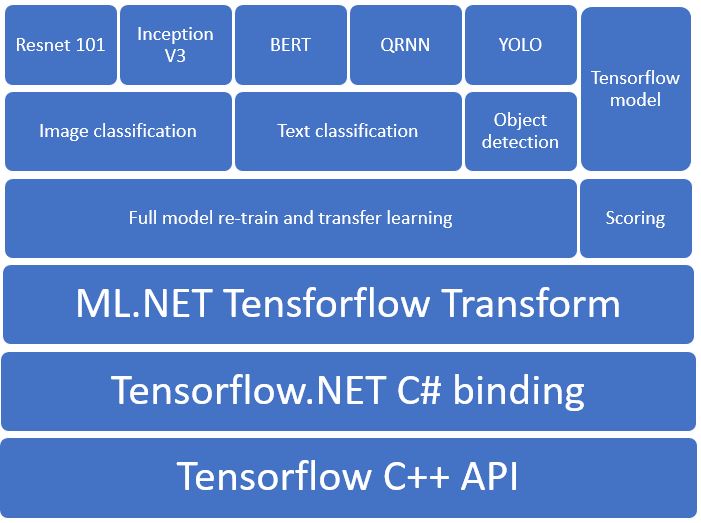 Resnet 101
Inception
V3
BERT
QRNN
YOLO
Tensorflow
model
Image classification
Text classification
Object
detection
Full model re-train and transfer learning
Scoring
ML.NET Tensforflow Transform
Tensorflow.NET C# binding
Tensorflow C++ API